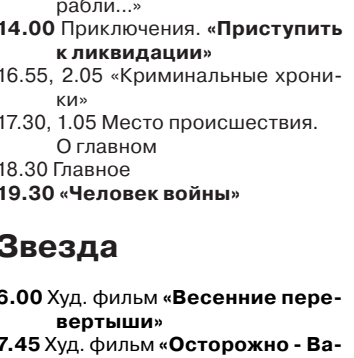 рабли...»
14.00 Приключения. «Приступить
к ликвидации»
16.55, 2.05 «Криминальные хрони-
ки»
17.30, 1.05 Место происшествия.
О главном
18.30 Главное
19.30 «Человек войны»
Звезда
6.00 Худ. фильм «Весенние пере-
вертыши»
7.45 Худ. фильм «Осторожно - Ва-